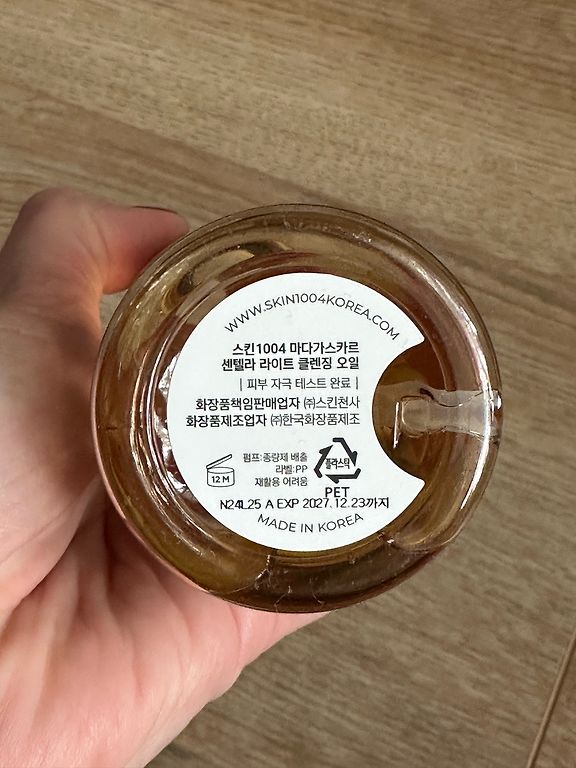 WWW.SKIN1004KOREA.COM
스킨1004 마다가스카르
센텔라 라이트 클렌징 오일
| 피부 자극 테스트 완료 |
화장품책임판매업자 ㈜스킨천사
화장품제조업자 ㈜한국화장품제조
펌프:종량제 배출
라벨:PP
재활용 어려움
12 M
플라스틱
PET
N24L25 A EXP 2027.12.23까지
MADE IN KOREA